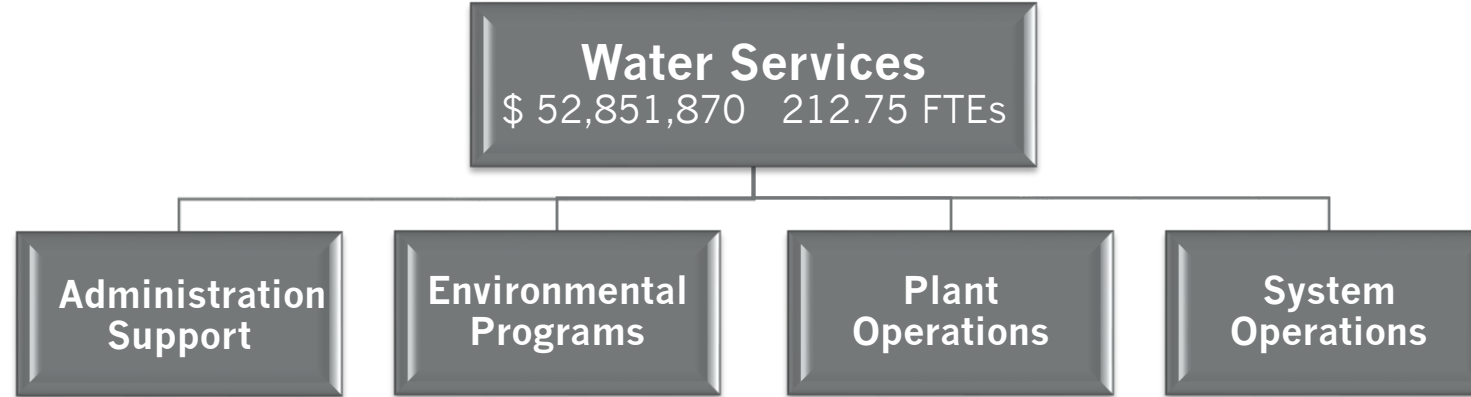 Water Services
$ 52,851,870 212.75 FTEs
Administration
Support
Environmental
Programs
Plant
Operations
System
Operations